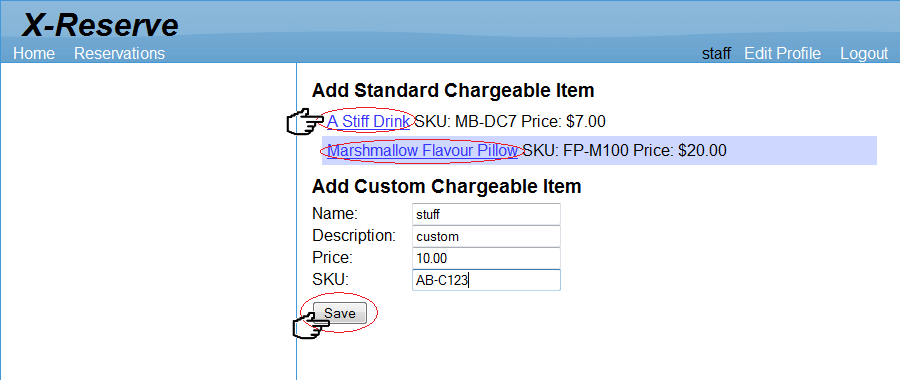 X-Reserve
Home Reservations staff Edit Profile Logout
Add Standard Chargeable Item
A Stiff Drink SKU: MB-DC7 Price: $7.00
Marshmallow Flavour Pillow SKU: FP-M100 Price: $20.00
Add Custom Chargeable Item
Name: stuff
Description: custom
Price: 10.00
SKU: AB-C123
Save